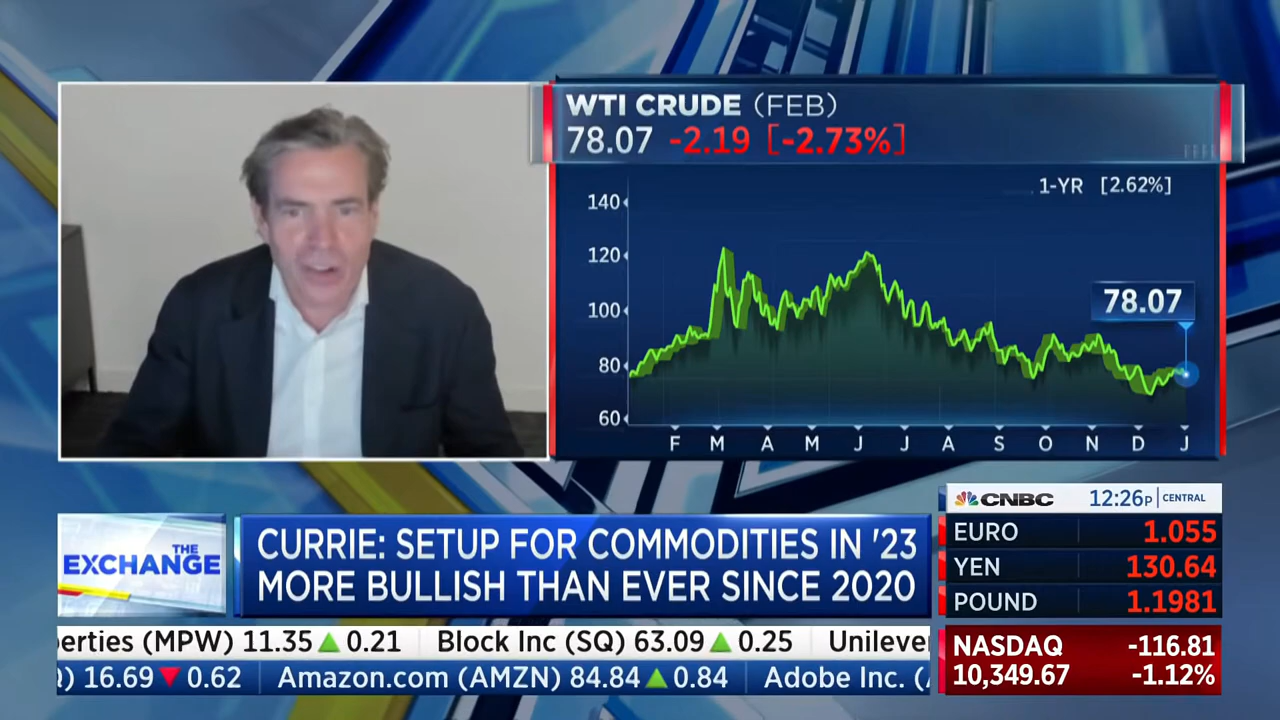 WTI CRUDE (FEB)
78.07 -2.19 [-2.73%]
1-YR [2.62%]
140
120
100
80
60
78.07
F M A M J J A S O N D J
THE
EXCHANGE
CURRIE: SETUP FOR COMMODITIES IN '23
MORE BULLISH THAN EVER SINCE 2020
CNBC 12:26P CENTRAL
EURO 1.055
YEN 130.64
POUND 1.1981
NASDAQ -116.81
10,349.67 -1.12%
erties (MPW) 11.35 ▲ 0.21 Block Inc (SQ) 63.09 ▲ 0.25 Unileve
) 16.69 ▼ 0.62 Amazon.com (AMZN) 84.84 ▲ 0.84 Adobe Inc. (